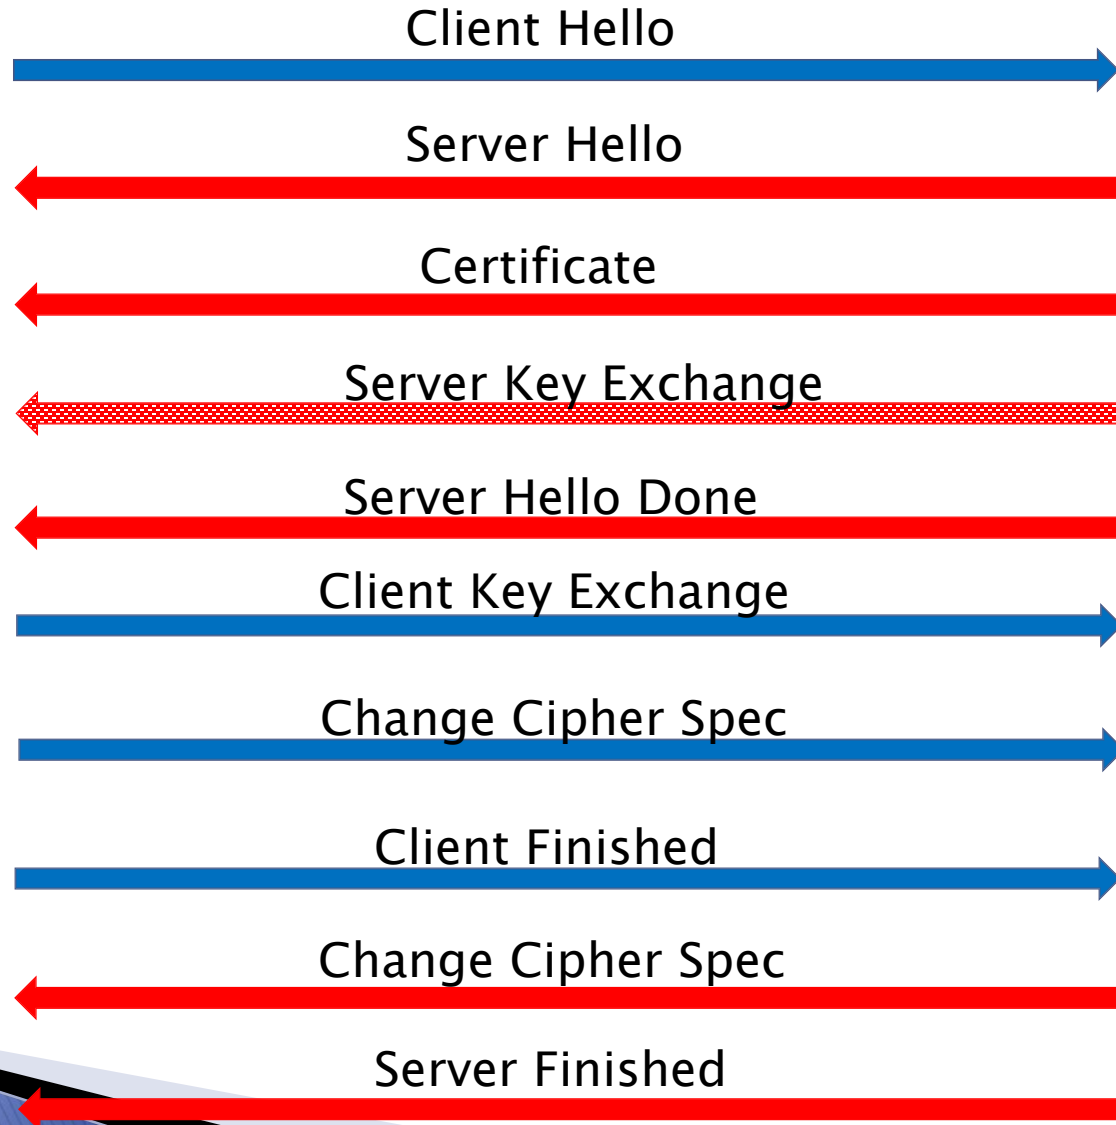 Client Hello
Server Hello
Certificate
Server Key Exchange
Server Hello Done
Client Key Exchange
Change Cipher Spec
Client Finished
Change Cipher Spec
Server Finished